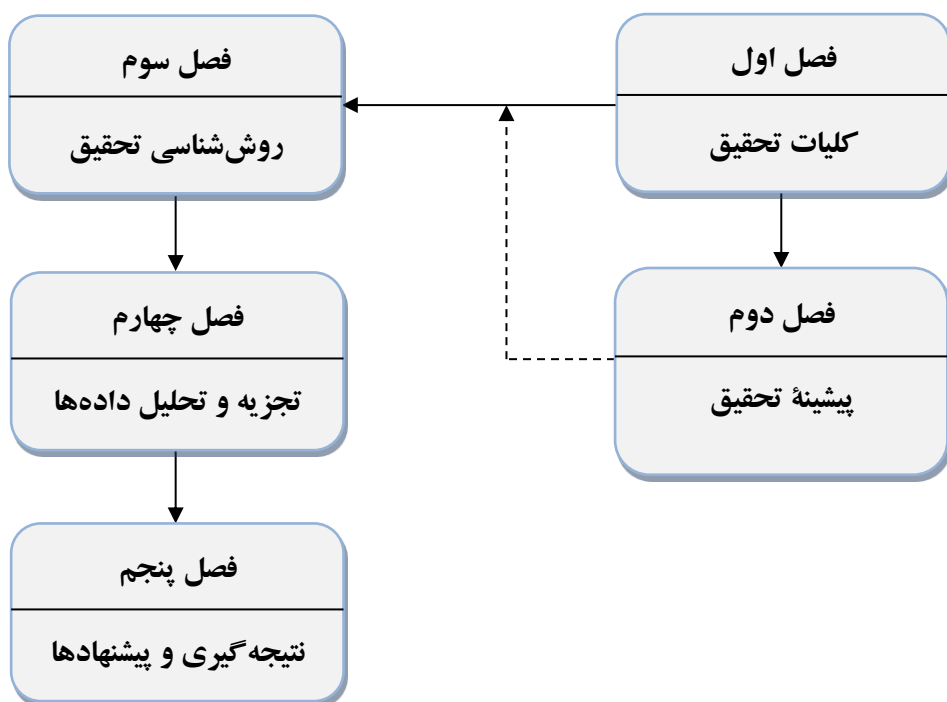 فصل اول
کلیات تحقیق
فصل دوم
پیشینۀ تحقیق
فصل سوم
روش‌شناسی تحقیق
فصل چهارم
تجزیه و تحلیل داده‌ها
فصل پنجم
نتیجه‌گیری و پیشنهادها